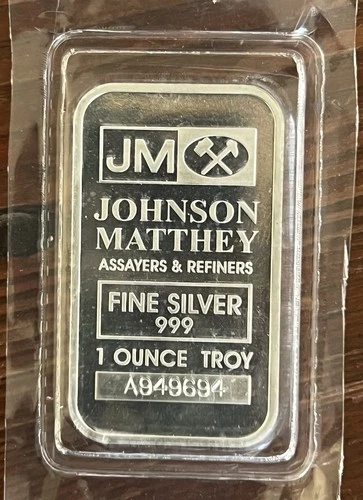 JM
JOHNSON
MATTHEY
ASSAYERS & REFINERS
FINE SILVER
999
1 OUNCE TROY
A949694